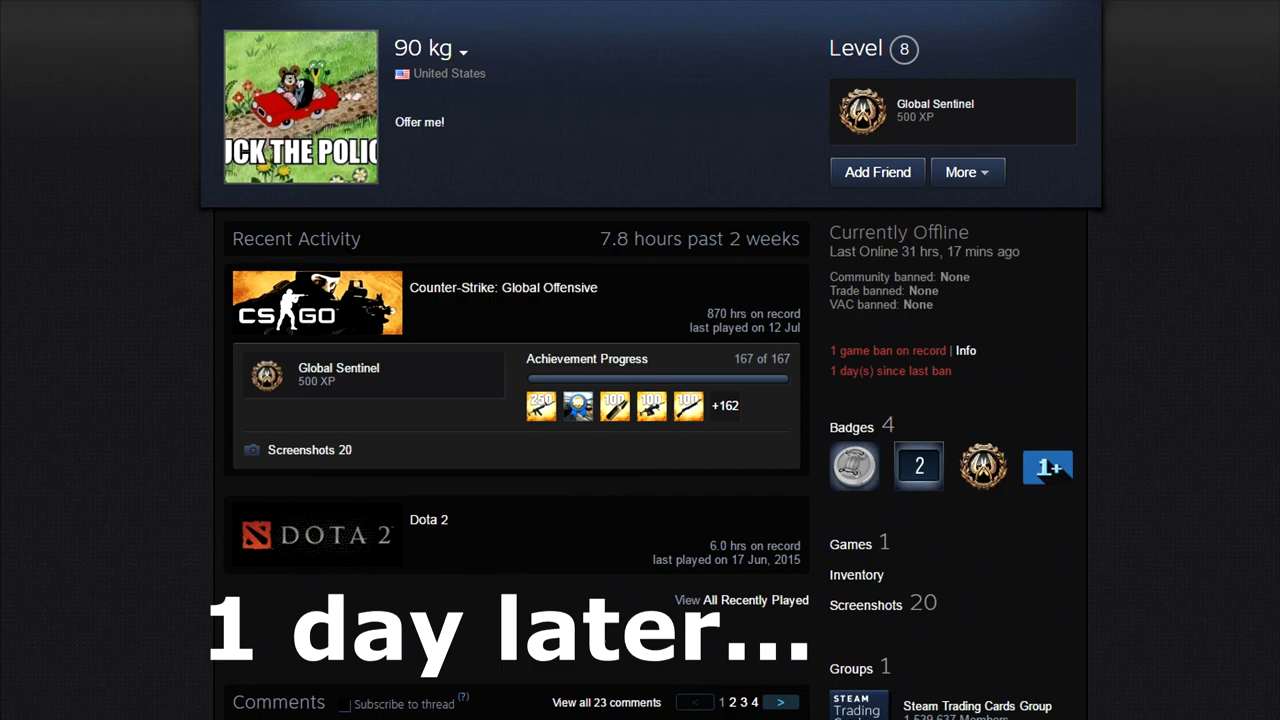 90 kg
United States
Offer me!
UCK THE POLIC
Level 8
Global Sentinel
500 XP
Add Friend
More
Recent Activity
7.8 hours past 2 weeks
CS GO
Counter-Strike: Global Offensive
870 hrs on record
last played on 12 Jul
Global Sentinel
500 XP
Achievement Progress
167 of 167
250
100
100
100
+162
Screenshots 20
DOTA 2
Dota 2
6.0 hrs on record
last played on 17 Jun, 2015
View All Recently Played
1 day later...
Comments
Subscribe to thread (?)
View all 23 comments
< 1 2 3 4 >
Currently Offline
Last Online 31 hrs, 17 mins ago
Community banned: None
Trade banned: None
VAC banned: None
1 game ban on record | Info
1 day(s) since last ban
Badges 4
2
1+
Games 1
Inventory
Screenshots 20
Groups 1
STEAM
Trading
Steam Trading Cards Group
1,539,637 Members